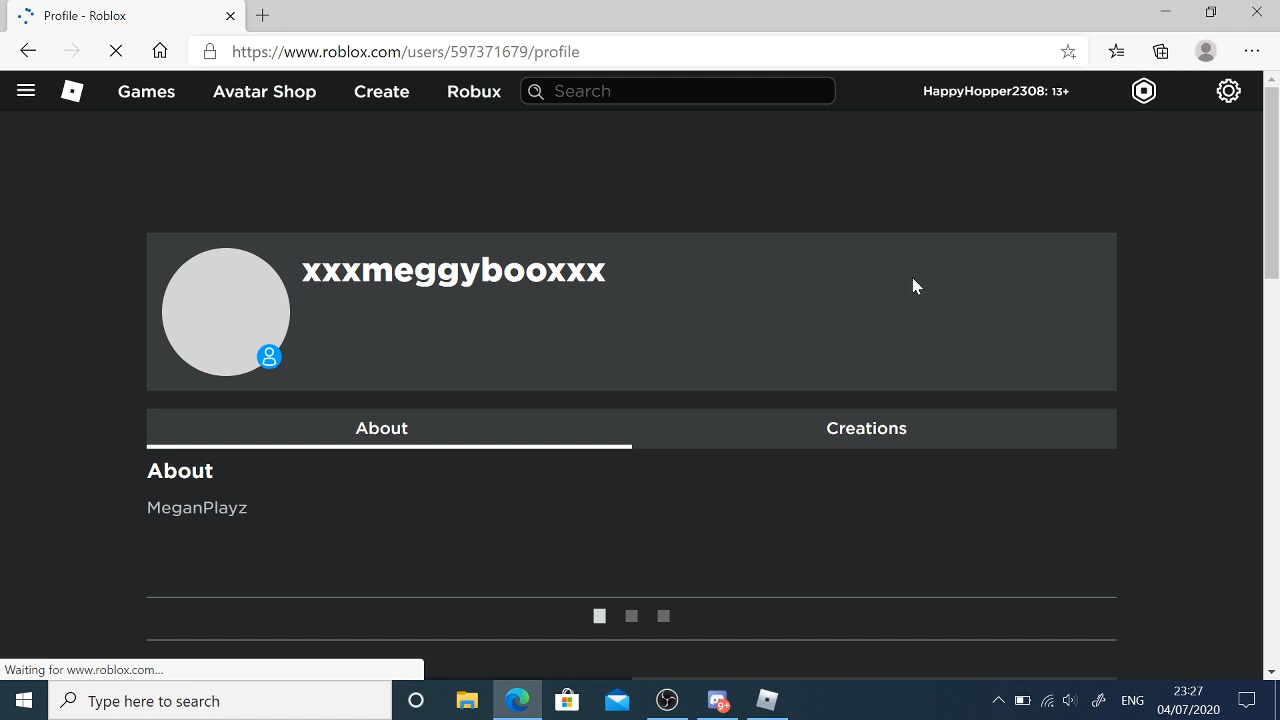 Profile - Roblox
https://www.roblox.com/users/597371679/profile
Games Avatar Shop Create Robux Search HappyHopper2308: 13+
xxxmeggybooxxx
About Creations
About
MeganPlayz
Waiting for www.roblox.com...
Type here to search 9+ ENG 23:27
04/07/2020